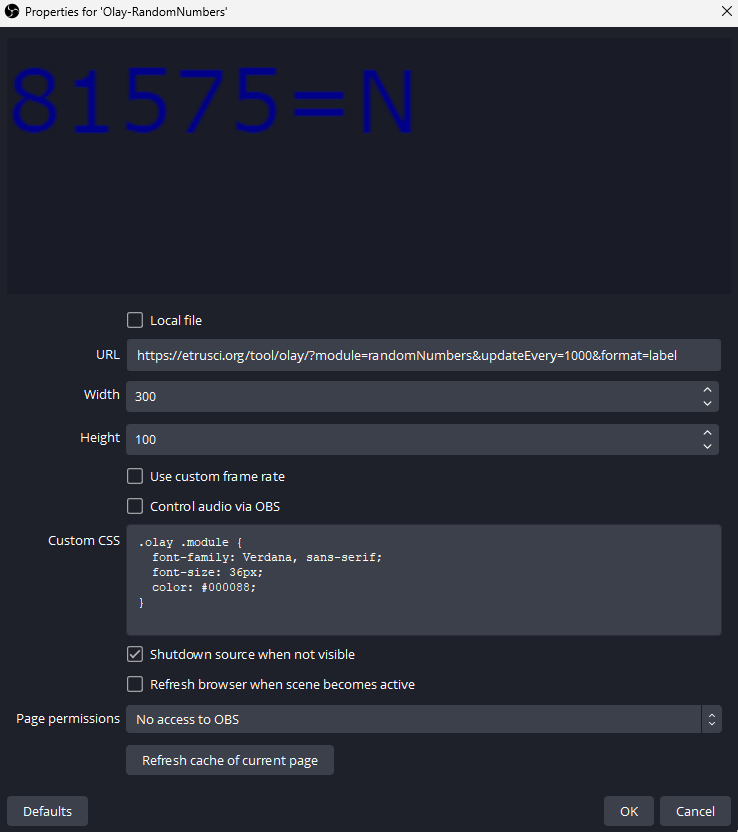 Properties for 'Olay-RandomNumbers'
81575=N
Local file
URL https://etrusci.org/tool/olay/?module=randomNumbers&updateEvery=1000&format=label
Width 300
Height 100
Use custom frame rate
Control audio via OBS
Custom CSS .olay .module {
font-family: Verdana, sans-serif;
font-size: 36px;
color: #000088;
}
Shutdown source when not visible
Refresh browser when scene becomes active
Page permissions No access to OBS
Refresh cache of current page
Defaults OK Cancel